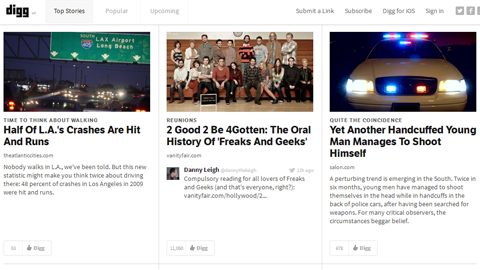 digg
Top Stories
Popular
Upcoming
Submit a Link
Subscribe
Digg for iOS
Sign in
LAX AIRPORT
Long Beach
TIME TO THINK ABOUT WALKING
Half Of L.A.'s Crashes Are Hit
And Runs
theatlanticcities.com
Nobody walks in L.A., we've been told. But this new
statistic might make you think twice about driving
there: 48 percent of crashes in Los Angeles in 2009
were hit and runs.
Digg
REUNIONS
2 Good 2 Be 4Gotten: The Oral
History Of 'Freaks And Geeks'
vanityfair.com
Danny Leigh
Compulsory reading for all lovers of Freaks
and Geeks (and that's everyone, right?):
vanityfair.com/hollywood/2...
Digg
QUITE THE COINCIDENCE
Yet Another Handcuffed Young
Man Manages To Shoot
Himself
salon.com
A perturbing trend is emerging in the South. Twice in
six months, young men have managed to shoot
themselves in the head while in handcuffs in the
back of police cars, after having been searched for
weapons. For many critical observers, the
circumstances beggar belief.
Digg